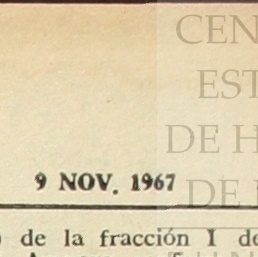 CEN
EST
DE H
DE
9 NOV. 1967
de la fracción I de